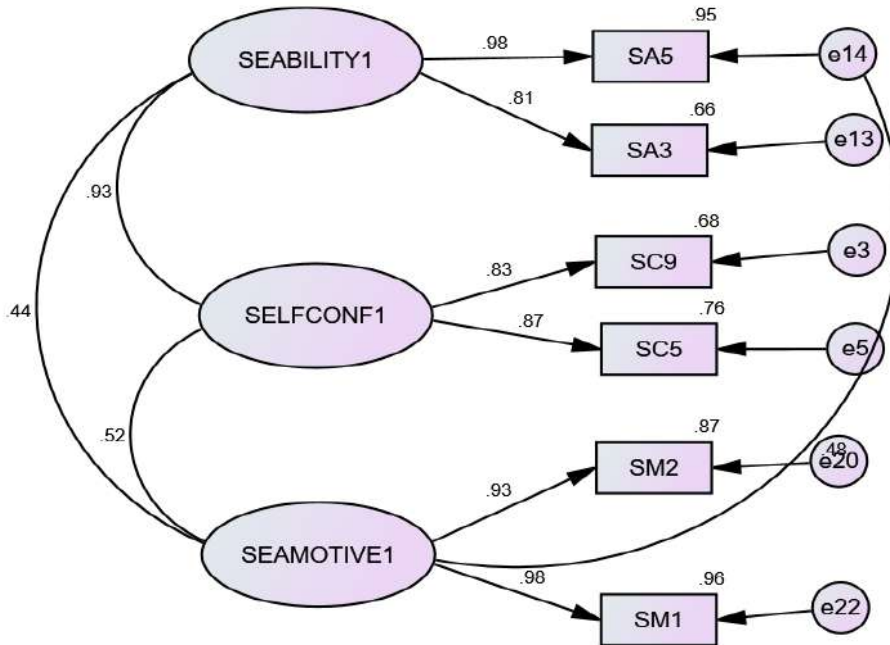 .95
SEABILITY1 .98 SA5 e14
.81
.66
SA3 e13
.93
.68
.83 SC9 e3
.44 SELFCONF1
.87 .76
SC5 e5
.52
.87
SM2 .48
e20
.93
SEAMOTIVE1
.98 .96
SM1 e22